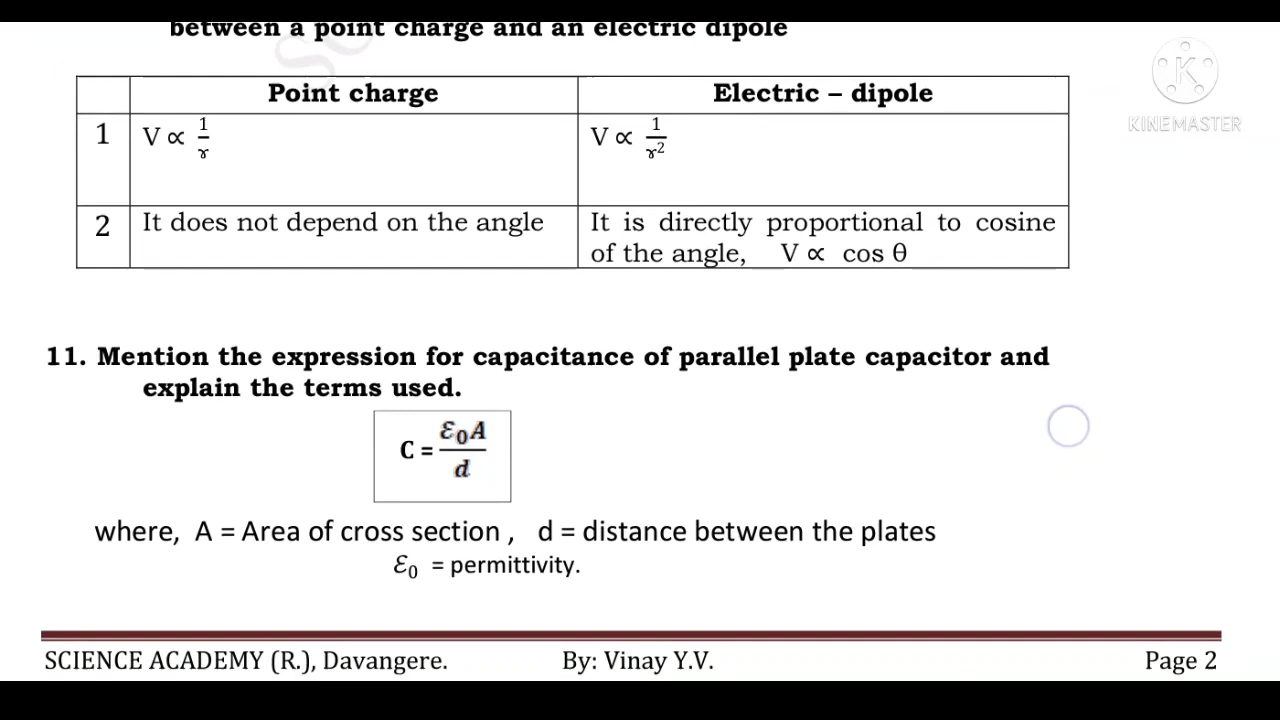 between a point charge and an electric dipole
K
KINEMASTER
Point charge Electric – dipole
1 V ∝ 1/r V ∝ 1/r²
2 It does not depend on the angle It is directly proportional to cosine
of the angle, V ∝ cos θ
11. Mention the expression for capacitance of parallel plate capacitor and
explain the terms used.
C = ℰ₀A/d
where, A = Area of cross section , d = distance between the plates
ℰ₀ = permittivity.
SCIENCE ACADEMY (R.), Davangere. By: Vinay Y.V. Page 2